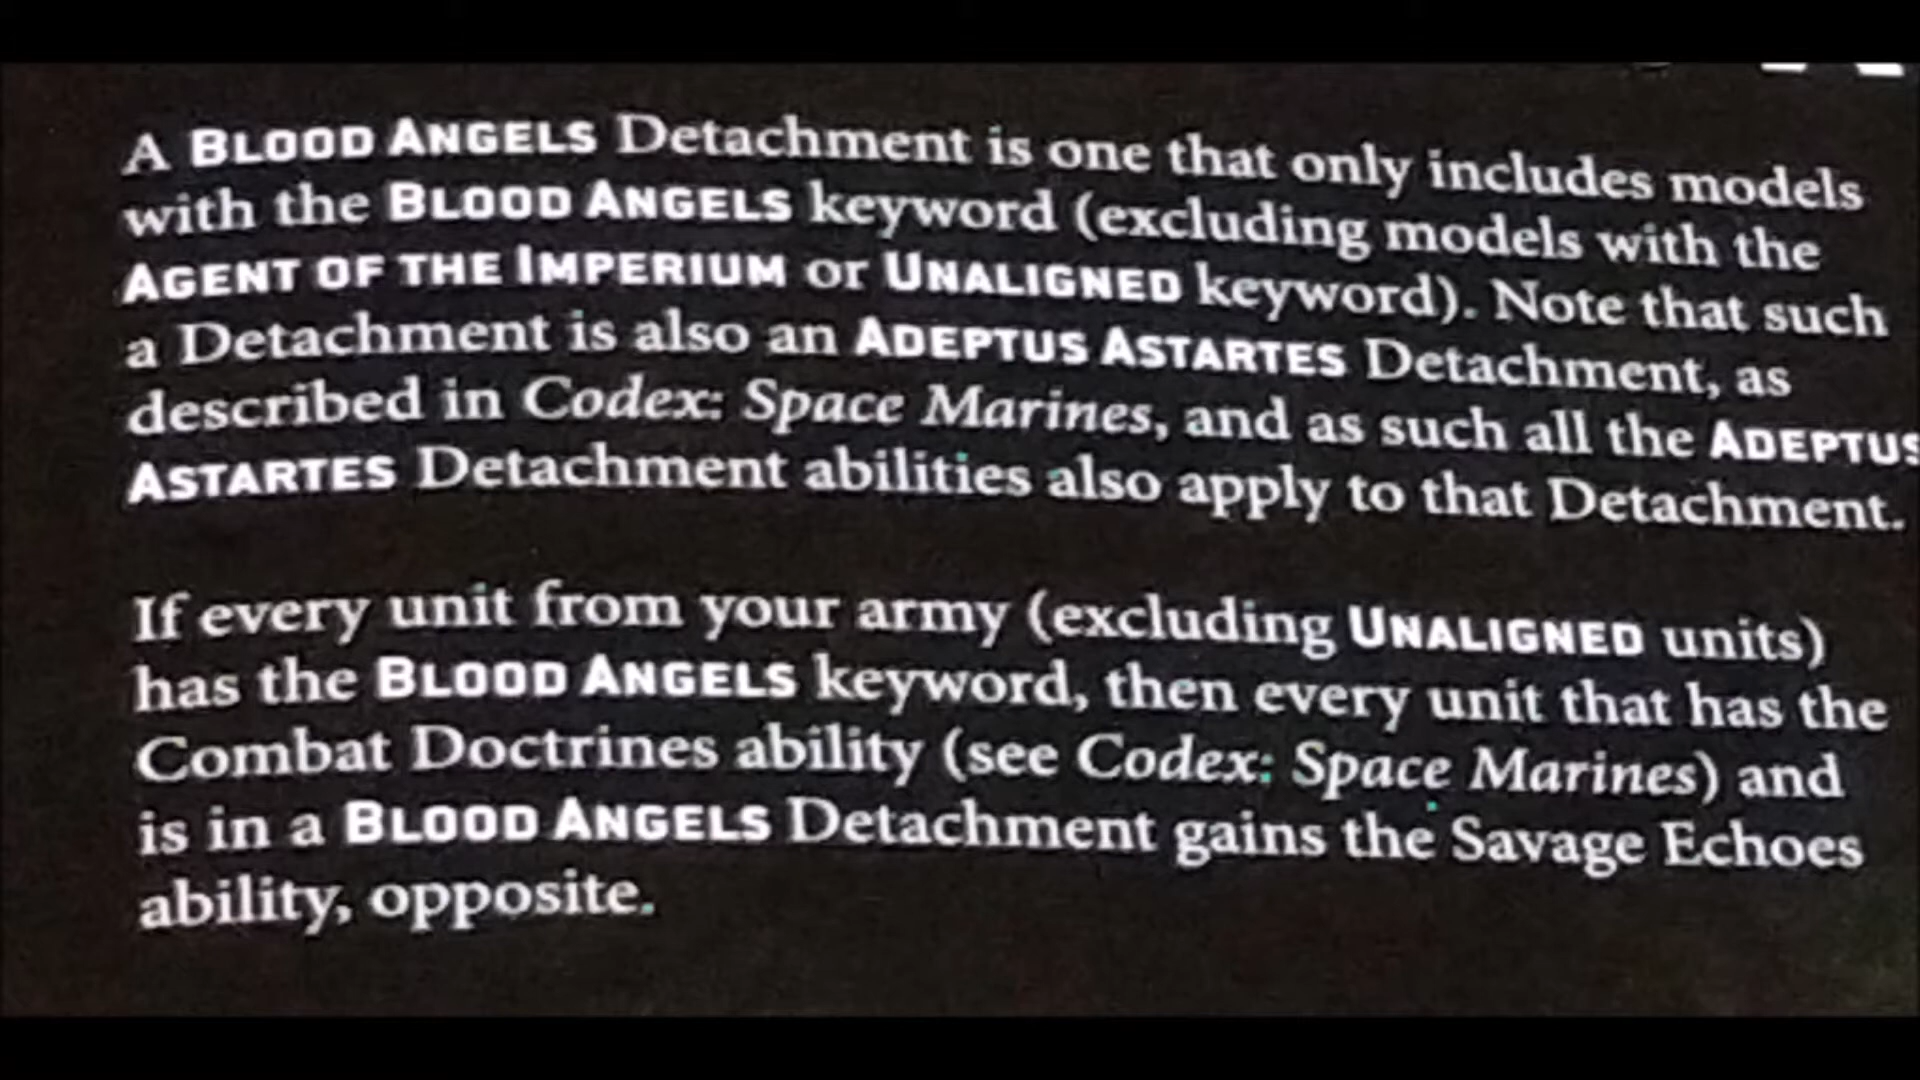 A BLOOD ANGELS Detachment is one that only includes models
with the BLOOD ANGELS keyword (excluding models with the
AGENT OF THE IMPERIUM or UNALIGNED keyword). Note that such
a Detachment is also an ADEPTUS ASTARTES Detachment, as
described in Codex: Space Marines, and as such all the ADEPTUS
ASTARTES Detachment abilities also apply to that Detachment.
If every unit from your army (excluding UNALIGNED units)
has the BLOOD ANGELS keyword, then every unit that has the
Combat Doctrines ability (see Codex: Space Marines) and
is in a BLOOD ANGELS Detachment gains the Savage Echoes
ability, opposite.